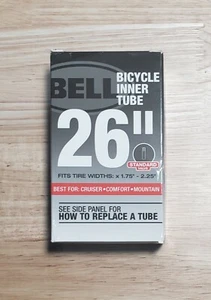 BELL
BICYCLE
INNER
TUBE
26"
STANDARD
FITS TIRE WIDTHS: x 1.75" - 2.25"
BEST FOR: CRUISER • COMFORT • MOUNTAIN
SEE SIDE PANEL FOR
HOW TO REPLACE A TUBE